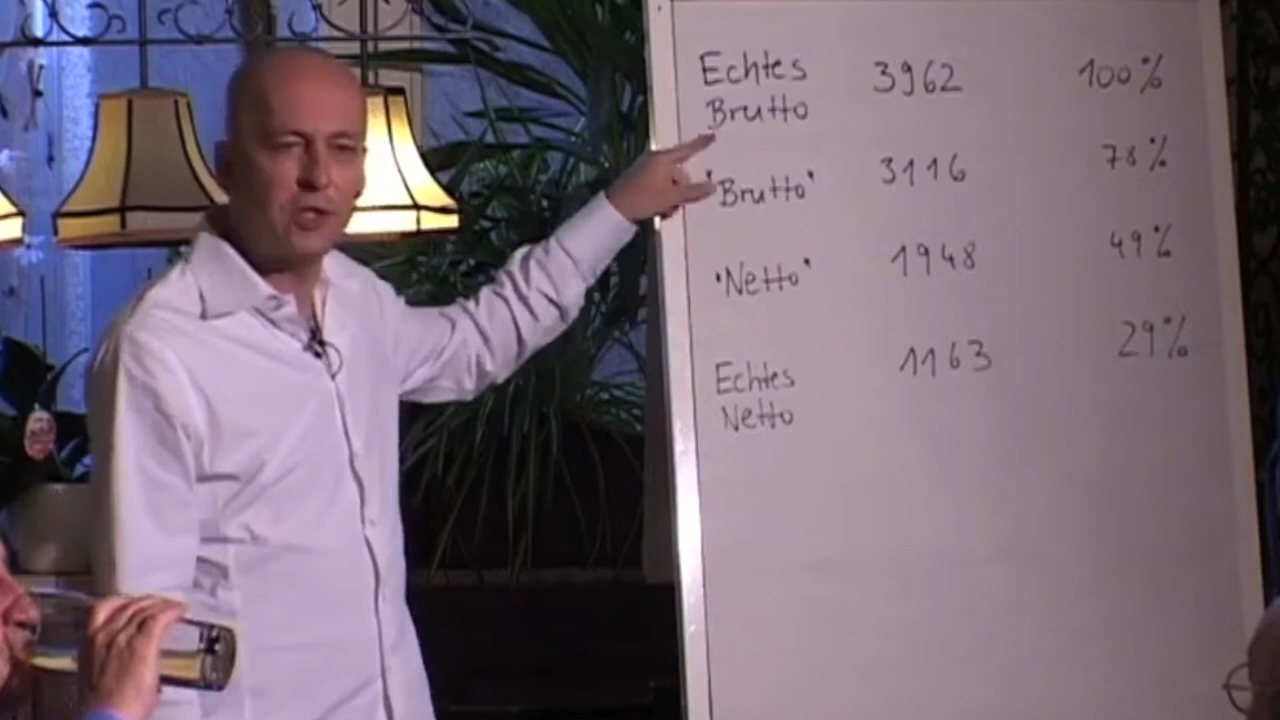 Echtes 3962 100%
Brutto
"Brutto" 3116 78%
"Netto" 1948 49%
Echtes 1163 29%
Netto